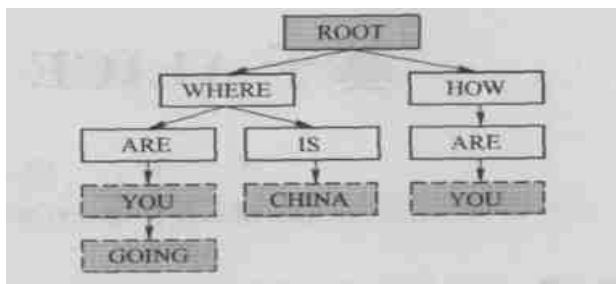 ROOT
WHERE HOW
ARE IS ARE
YOU CHINA YOU
GOING